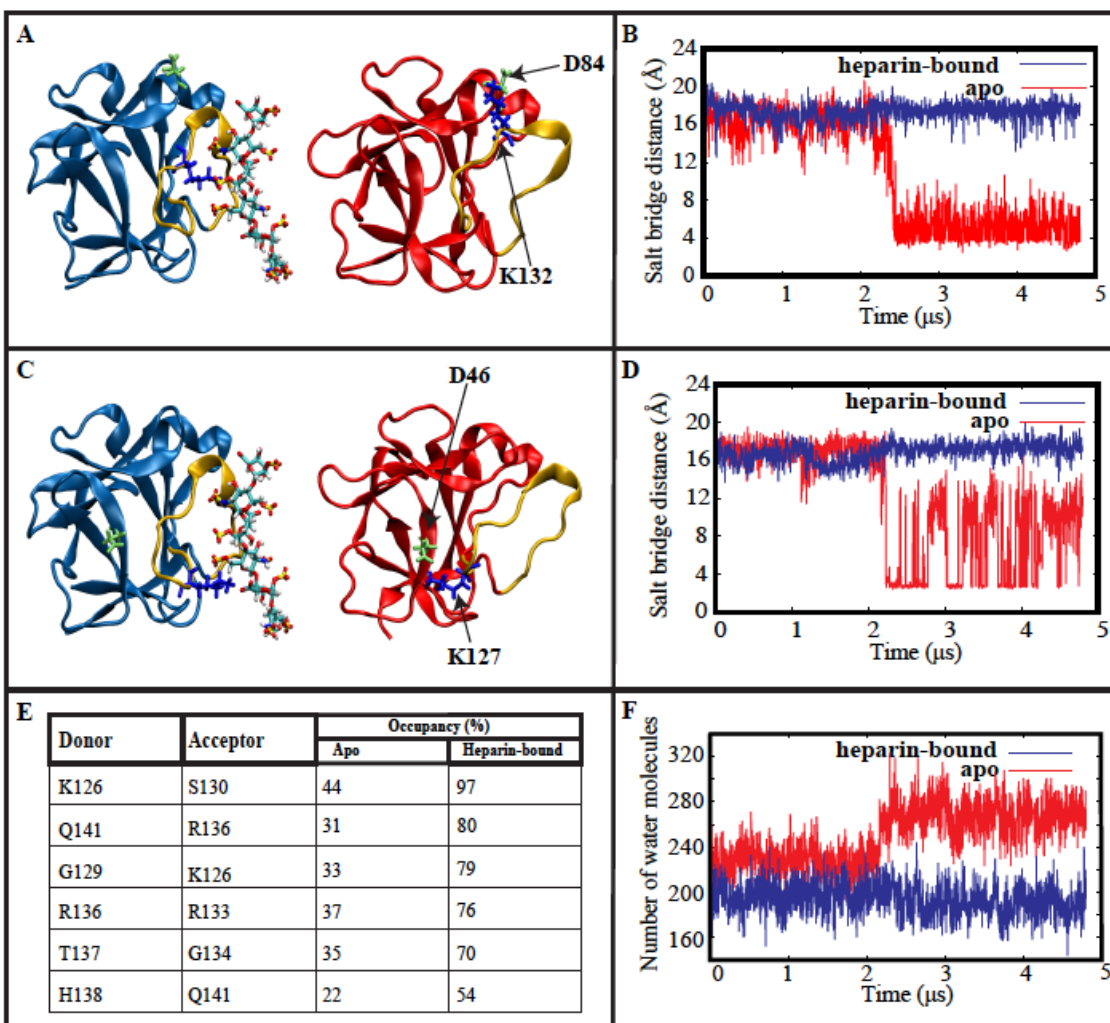 A
D84
K132
B
heparin-bound
apo
24
20
16
12
8
4
0
Salt bridge distance (Å)
0 1 2 3 4 5
Time (μs)
C
D46
K127
D
heparin-bound
apo
24
20
16
12
8
4
0
Salt bridge distance (Å)
0 1 2 3 4 5
Time (μs)
E
Donor Acceptor Occupancy (%)
Apo Heparin-bound
K126 S130 44 97
Q141 R136 31 80
G129 K126 33 79
R136 R133 37 76
T137 G134 35 70
H138 Q141 22 54
F
heparin-bound
apo
320
280
240
200
160
Number of water molecules
0 1 2 3 4 5
Time (μs)